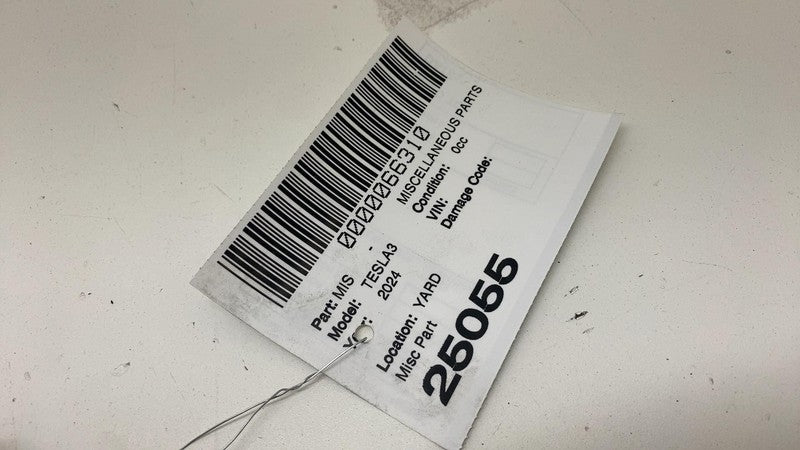 0000066310
Part: MIS - MISCELLANEOUS PARTS
Model: TESLA3 Condition: 0cc
2024 VIN:
Damage Code:
Location: YARD
Misc Part
25055